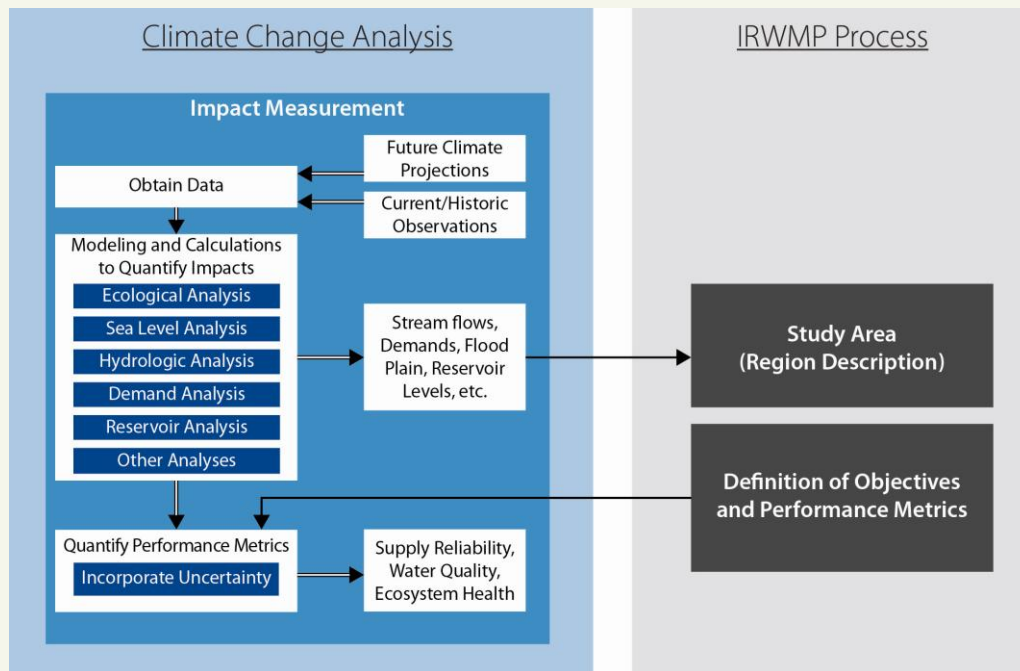 Climate Change Analysis
IRWMP Process
Impact Measurement
Future Climate
Projections
Obtain Data
Current/Historic
Observations
Modeling and Calculations
to Quantify Impacts
Ecological Analysis
Sea Level Analysis
Hydrologic Analysis
Demand Analysis
Reservoir Analysis
Other Analyses
Stream flows,
Demands, Flood
Plain, Reservoir
Levels, etc.
Study Area
(Region Description)
Definition of Objectives
and Performance Metrics
Quantify Performance Metrics
Incorporate Uncertainty
Supply Reliability,
Water Quality,
Ecosystem Health